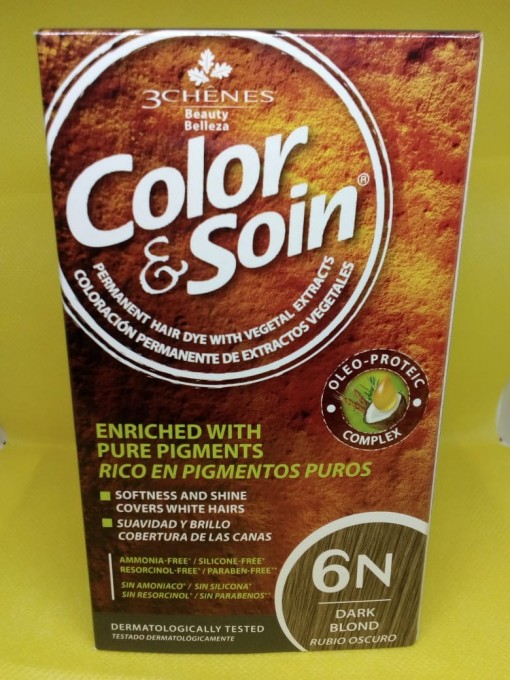 3CHÊNES
Beauty
Belleza
Color
& Soin®
PERMANENT HAIR DYE WITH VEGETAL EXTRACTS
COLORACIÓN PERMANENTE DE EXTRACTOS VEGETALES
OLEO-PROTEIC
COMPLEX
ENRICHED WITH
PURE PIGMENTS
RICO EN PIGMENTOS PUROS
SOFTNESS AND SHINE
COVERS WHITE HAIRS
SUAVIDAD Y BRILLO
COBERTURA DE LAS CANAS
AMMONIA-FREE* / SILICONE-FREE*
RESORCINOL-FREE* / PARABEN-FREE**
SIN AMONIACO* / SIN SILICONA*
SIN RESORCINOL* / SIN PARABENOS**
6N
DARK
BLOND
RUBIO OSCURO
DERMATOLOGICALLY TESTED
TESTADO DERMATOLÓGICAMENTE